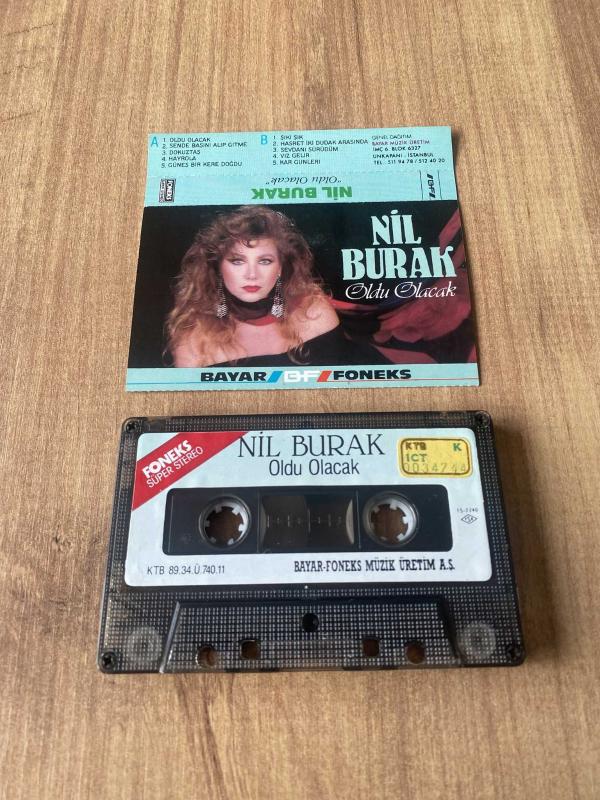 A
1. OLDU OLACAK
2. SENDE BAŞINI ALIP GİTME
3. DOKUZTAŞ
4. HAYROLA
5. GÜNEŞ BİR KERE DOĞDU
B
1. ŞIKI ŞIK
2. HASRET İKİ DUDAK ARASINDA
3. SEVDANI SÜRÜDÜM
4. VIZ GELİR
5. KAR GÜNLERİ
GENEL DAĞITIM
BAYAR MÜZİK ÜRETİM
İMÇ 6. BLOK 6327
UNKAPANI - İSTANBUL
TEL : 511 94 78 / 512 40 20
NİL BURAK
"Oldu Olacak"
NİL
BURAK
Oldu Olacak
BAYAR BF FONEKS
FONEKS
SÜPER STEREO
NİL BURAK
Oldu Olacak
KTB K
ICT
0034744
KTB 89.34.Ü.740.11
BAYAR-FONEKS MÜZİK ÜRETİM A.Ş.